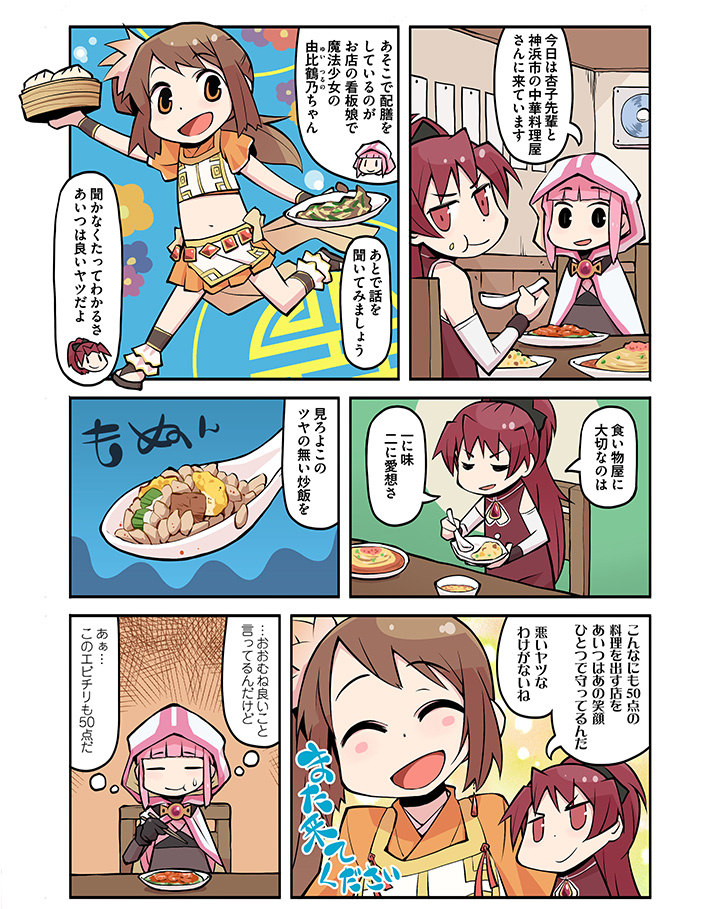 今日は杏子先輩と
神浜市の中華料理屋
さんに来ています
あそこで配膳を
しているのが
お店の看板娘で
魔法少女の
由比鶴乃ちゃん
ゆい つるの
あとで話を
聞いてみましょう
聞かなくたってわかるさ
あいつは良いヤツだよ
食い物屋に
大切なのは
一に味
二に愛想さ
見ろよこの
ツヤの無い炒飯を
もぬん
こんなにも50点の
料理を出す店を
あいつはあの笑顔
ひとつで守ってるんだ
悪いヤツな
わけがないね
また来て
ください
…おおむね良いこと
言ってるんだけど
あぁ…
このエビチリも50点だ